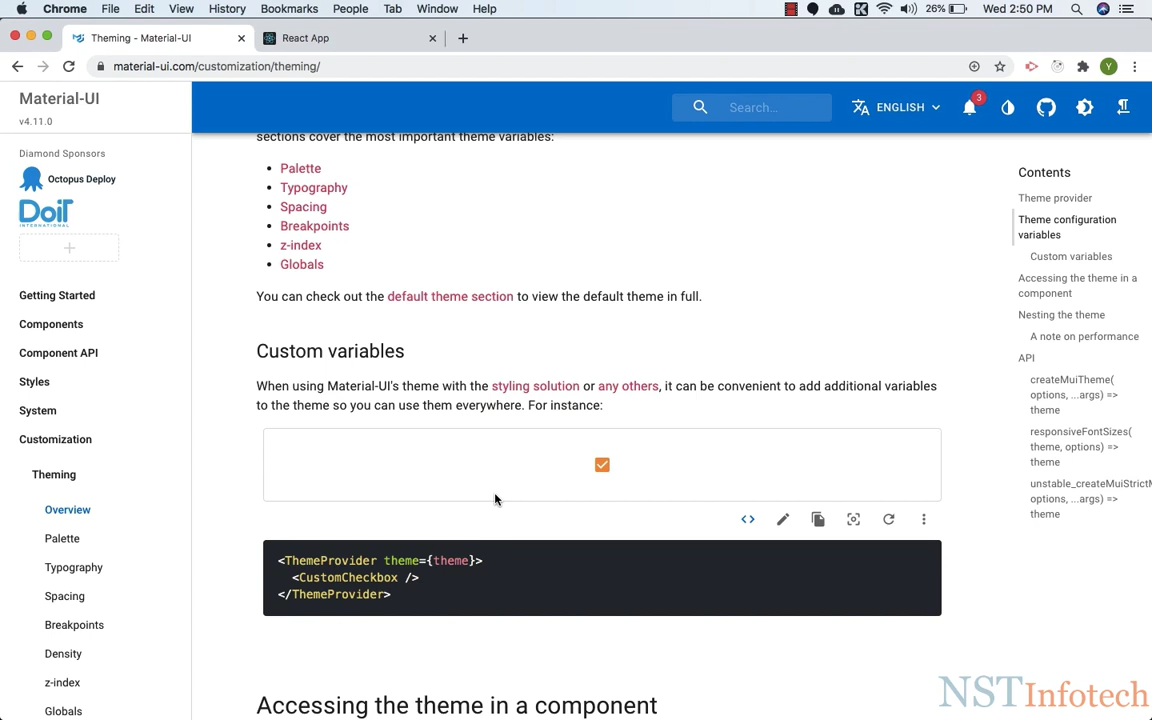 Chrome File Edit View History Bookmarks People Tab Window Help 26% Wed 2:50 PM
Theming - Material-UI
React App
material-ui.com/customization/theming/
Y
Material-UI
v4.11.0
Search…
ENGLISH
3
Diamond Sponsors
Octopus Deploy
DoiT
INTERNATIONAL
Getting Started
Components
Component API
Styles
System
Customization
Theming
Overview
Palette
Typography
Spacing
Breakpoints
Density
z-index
Globals
sections cover the most important theme variables:
Palette
Typography
Spacing
Breakpoints
z-index
Globals
You can check out the default theme section to view the default theme in full.
Custom variables
When using Material-UI's theme with the styling solution or any others, it can be convenient to add additional variables
to the theme so you can use them everywhere. For instance:
<ThemeProvider theme={theme}>
<CustomCheckbox />
</ThemeProvider>
Accessing the theme in a component
Contents
Theme provider
Theme configuration
variables
Custom variables
Accessing the theme in a
component
Nesting the theme
A note on performance
API
createMuiTheme(
options, ...args) =>
theme
responsiveFontSizes(
theme, options) =>
theme
unstable_createMuiStrictM
options, ...args) =>
theme
NSTInfotech